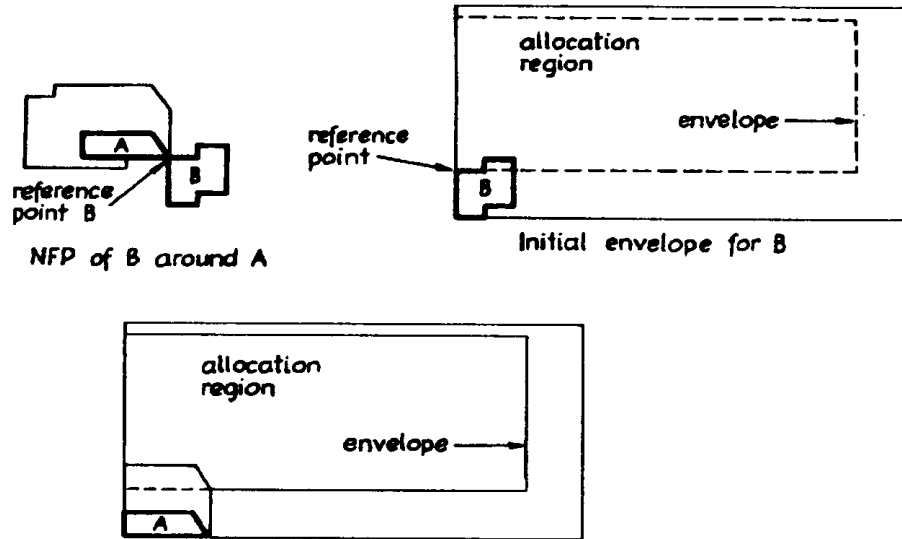 A
B
reference
point B
NFP of B around A
allocation
region
envelope
reference
point
B
Initial envelope for B
allocation
region
envelope
A